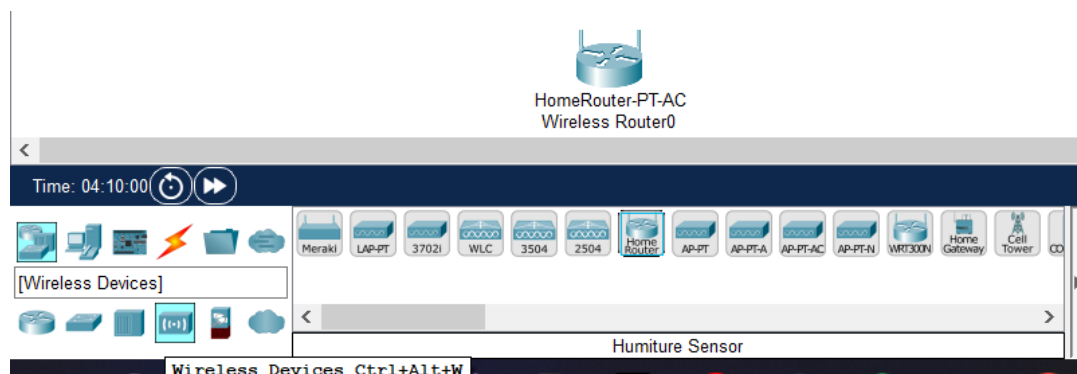 HomeRouter-PT-AC
Wireless Router0
Time: 04:10:00
Meraki LAP-PT 3702i WLC 3504 2504 Home Router AP-PT AP-PT-A AP-PT-AC AP-PT-N WRT300N Home Gateway Cell Tower CO
[Wireless Devices]
Humiture Sensor
Wireless Devices Ctrl+Alt+W